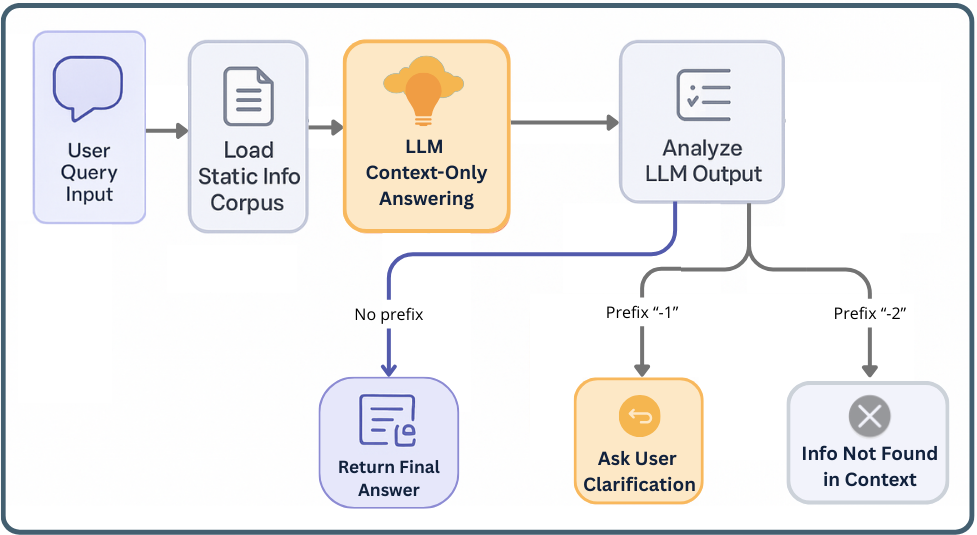 User
Query
Input
Load
Static Info
Corpus
LLM
Context-Only
Answering
Analyze
LLM Output
No prefix
Prefix “-1”
Prefix “-2”
Return Final
Answer
Ask User
Clarification
Info Not Found
in Context